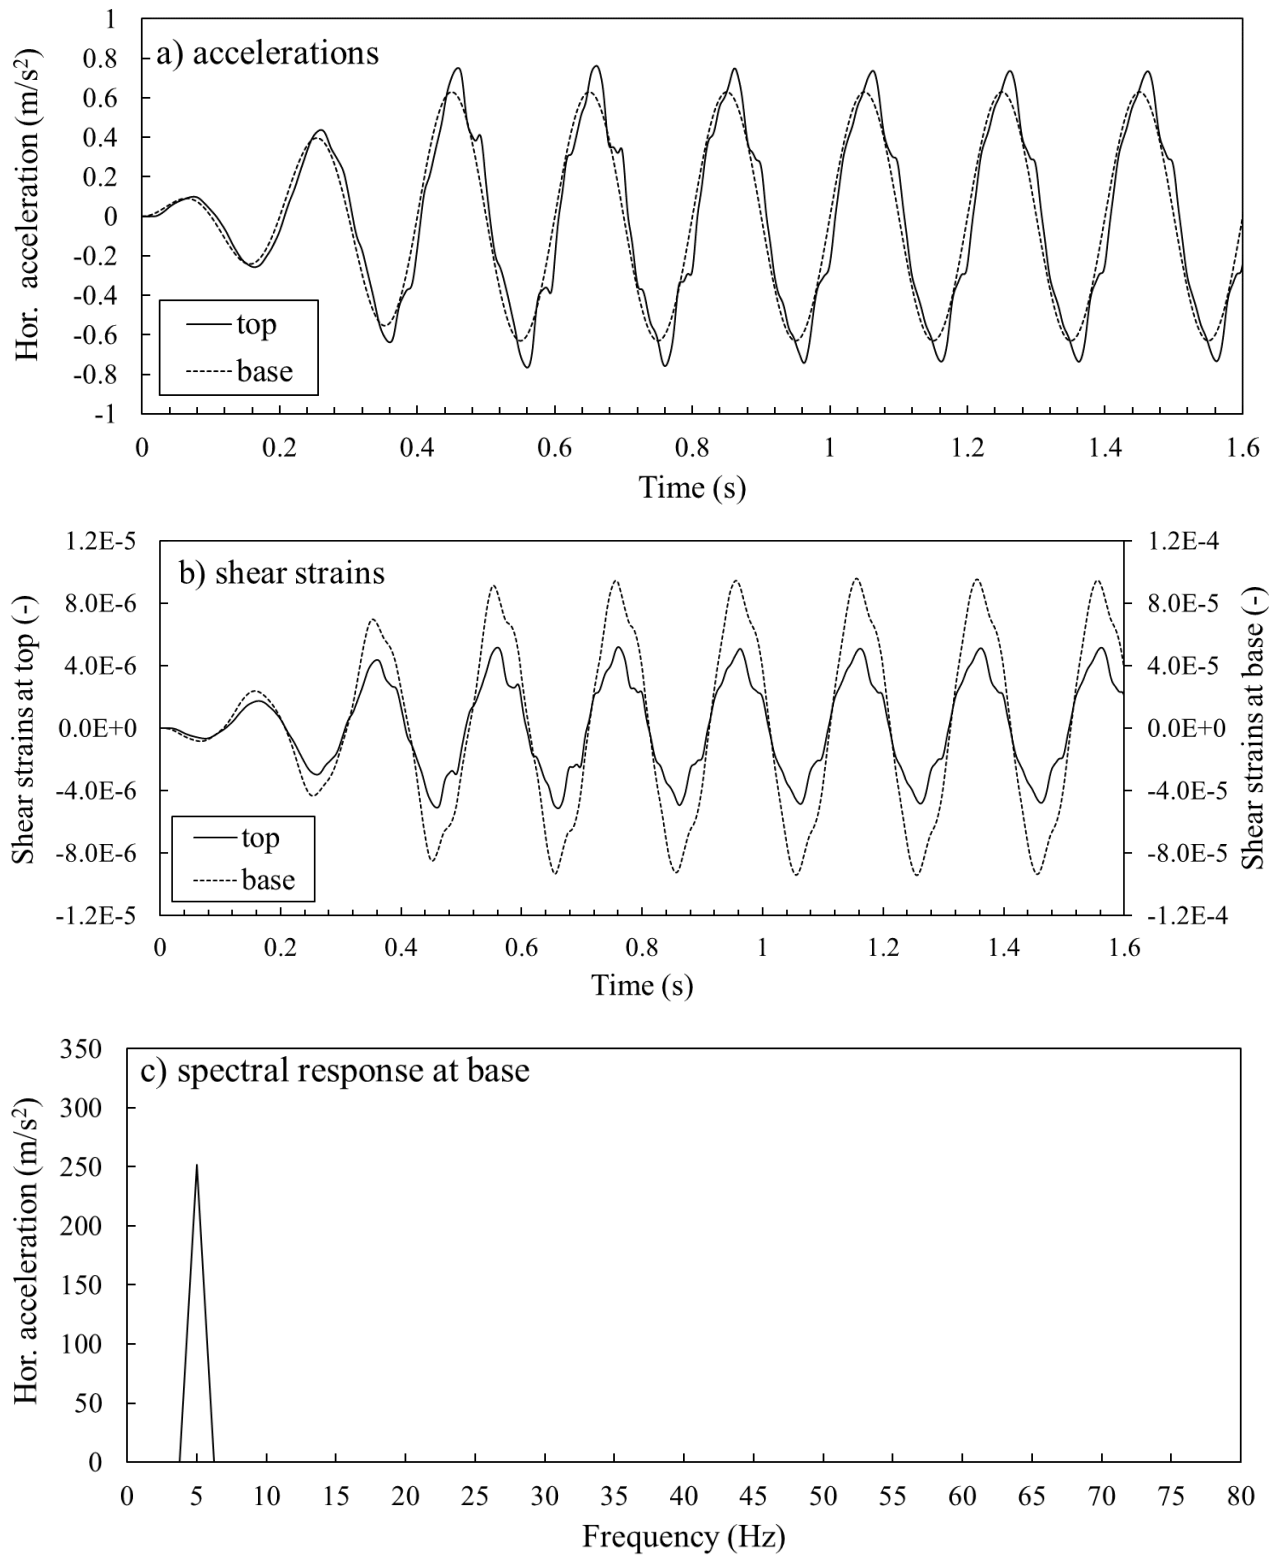 a) accelerations
Hor. acceleration (m/s²)
1
0.8
0.6
0.4
0.2
0
-0.2
-0.4
-0.6
-0.8
-1
top
base
0 0.2 0.4 0.6 0.8 1 1.2 1.4 1.6
Time (s)
b) shear strains
Shear strains at top (-)
1.2E-5
8.0E-6
4.0E-6
0.0E+0
-4.0E-6
-8.0E-6
-1.2E-5
1.2E-4
8.0E-5
4.0E-5
0.0E+0
-4.0E-5
-8.0E-5
-1.2E-4
Shear strains at base (-)
top
base
0 0.2 0.4 0.6 0.8 1 1.2 1.4 1.6
Time (s)
c) spectral response at base
Hor. acceleration (m/s²)
350
300
250
200
150
100
50
0
0 5 10 15 20 25 30 35 40 45 50 55 60 65 70 75 80
Frequency (Hz)